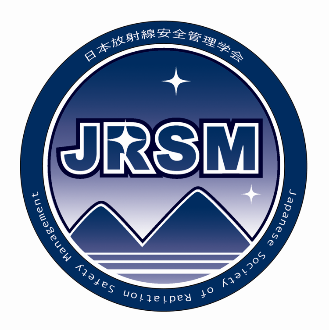 日本放射線安全管理学会
JRSM
Japanese Society of Radiation Safety Management